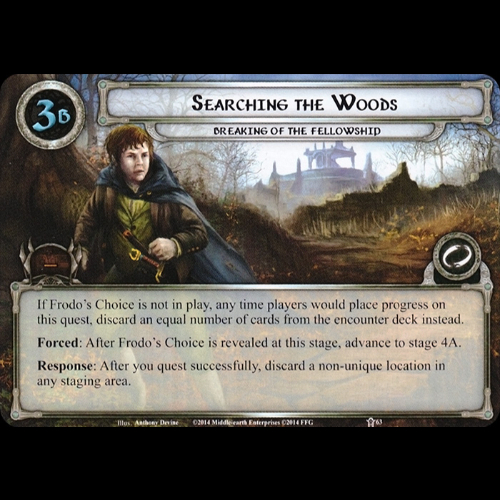 3B
SEARCHING THE WOODS
BREAKING OF THE FELLOWSHIP
If Frodo's Choice is not in play, any time players would place progress on
this quest, discard an equal number of cards from the encounter deck instead.
Forced: After Frodo's Choice is revealed at this stage, advance to stage 4A.
Response: After you quest successfully, discard a non-unique location in
any staging area.
Illus. Anthony Devine ©2014 Middle-earth Enterprises ©2014 FFG 63